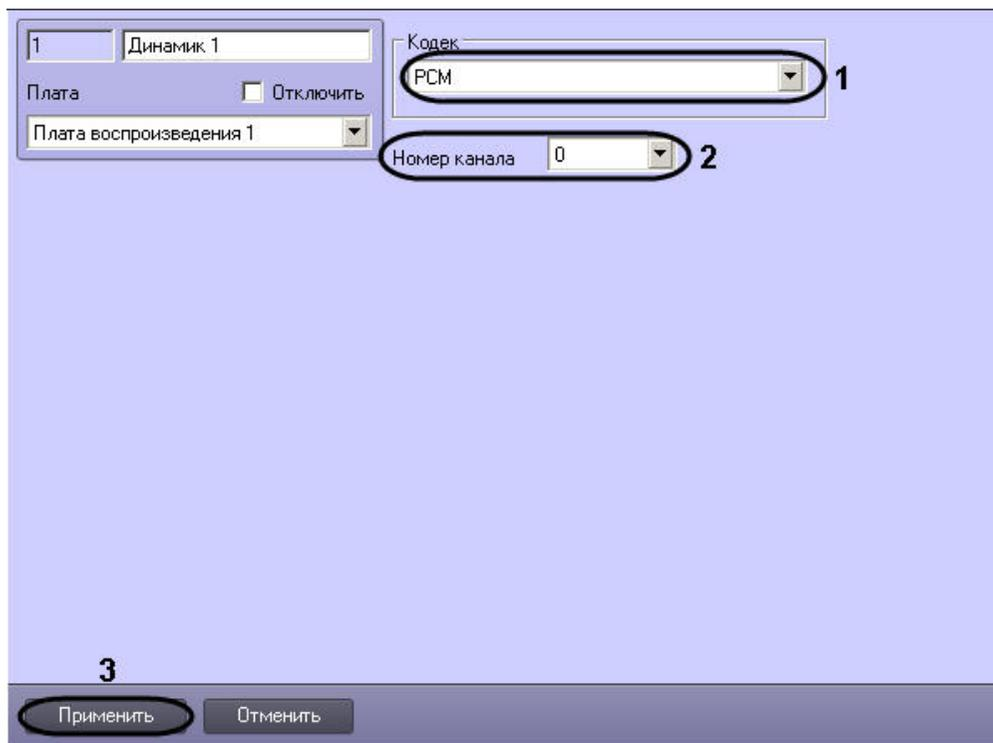 1 Динамик 1
Плата Отключить
Плата воспроизведения 1
Кодек
PCM 1
Номер канала 0 2
3
Применить Отменить